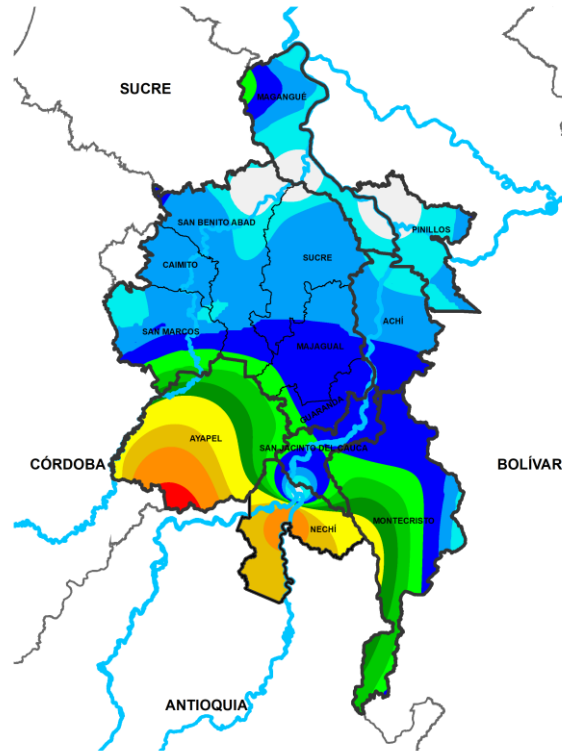 SUCRE
MAGANGUÉ
SAN BENITO ABAD
PINILLOS
CAIMITO
SUCRE
ACHÍ
SAN MARCOS
MAJAGUAL
GUARANDA
AYAPEL
SAN JACINTO DEL CAUCA
CÓRDOBA
BOLÍVAR
MONTECRISTO
NECHÍ
ANTIOQUIA